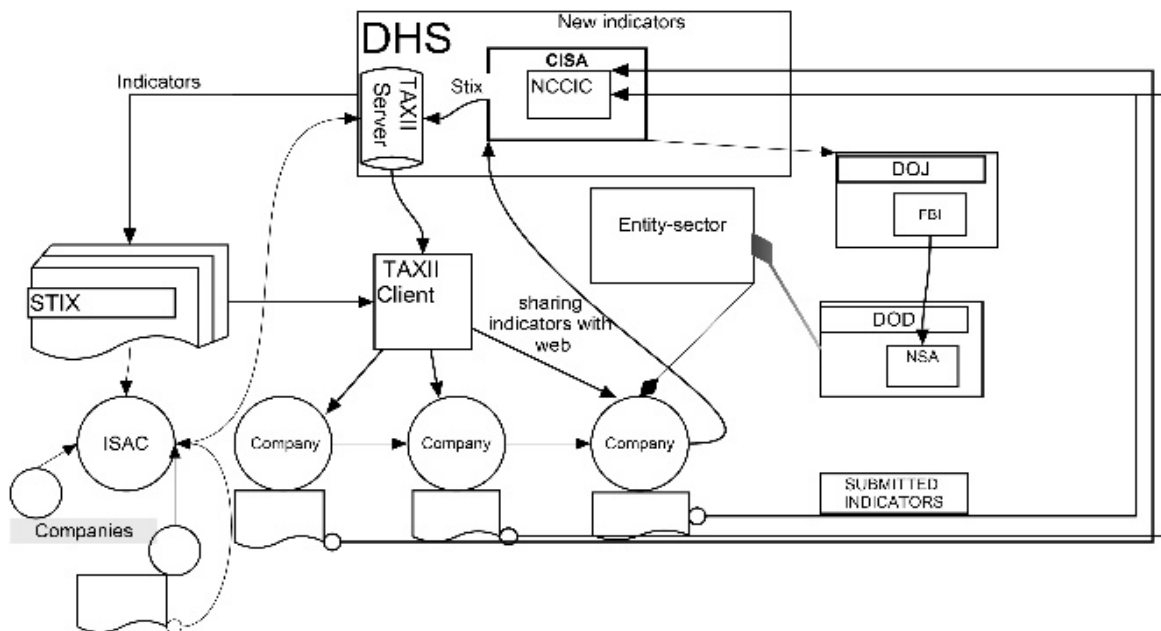 New indicators
DHS
CISA
NCCIC
Indicators
TAXII
Server
Stix
DOJ
FBI
Entity-sector
TAXII
Client
STIX
sharing
indicators with
web
DOD
NSA
ISAC
Company
Company
Company
SUBMITTED
INDICATORS
Companies